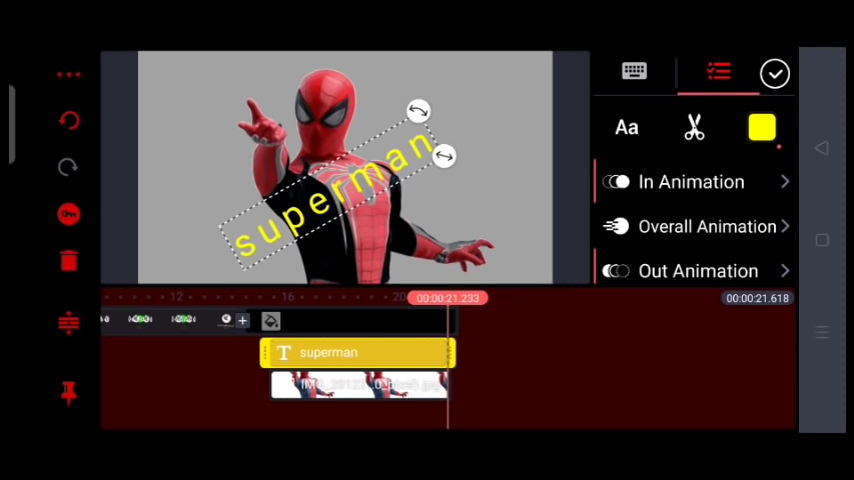 Aa
In Animation
superman
Overall Animation
Out Animation
12
16
20
00:00:21.233
00:00:21.618
T superman